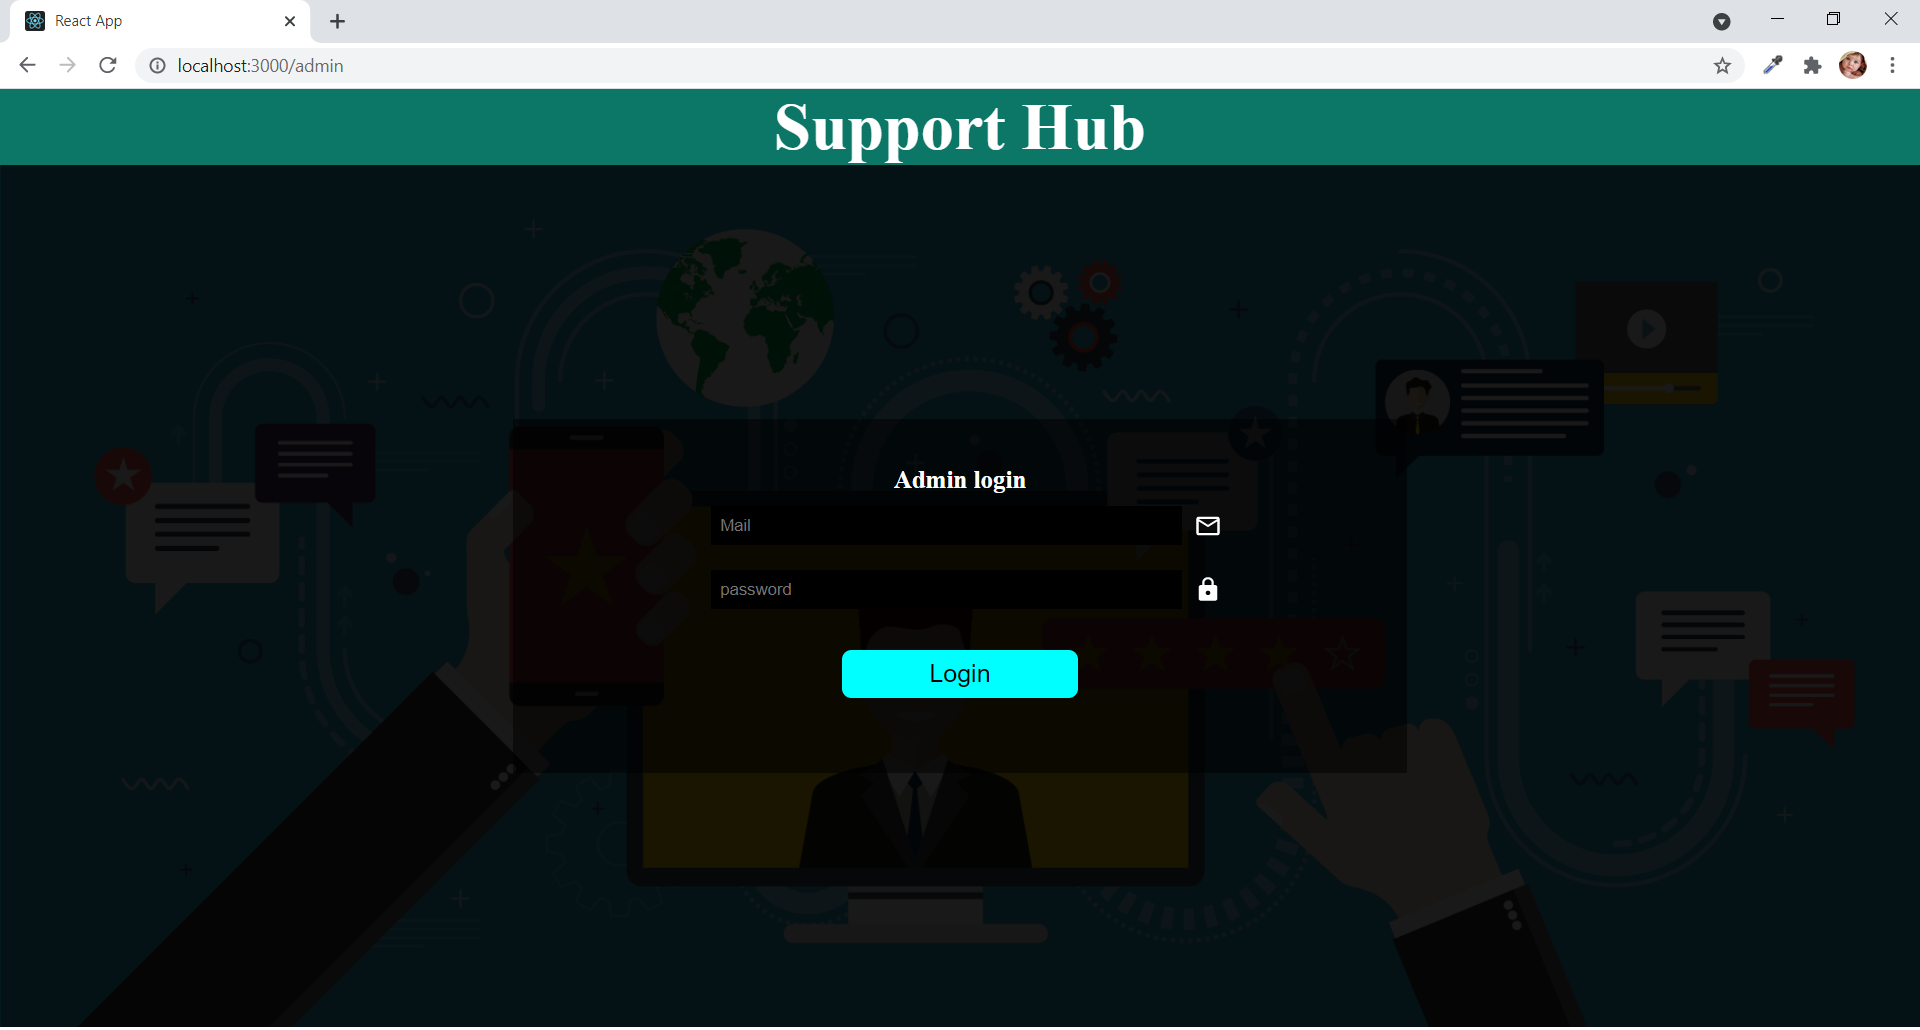 React App
localhost:3000/admin
Support Hub
Admin login
Mail
password
Login